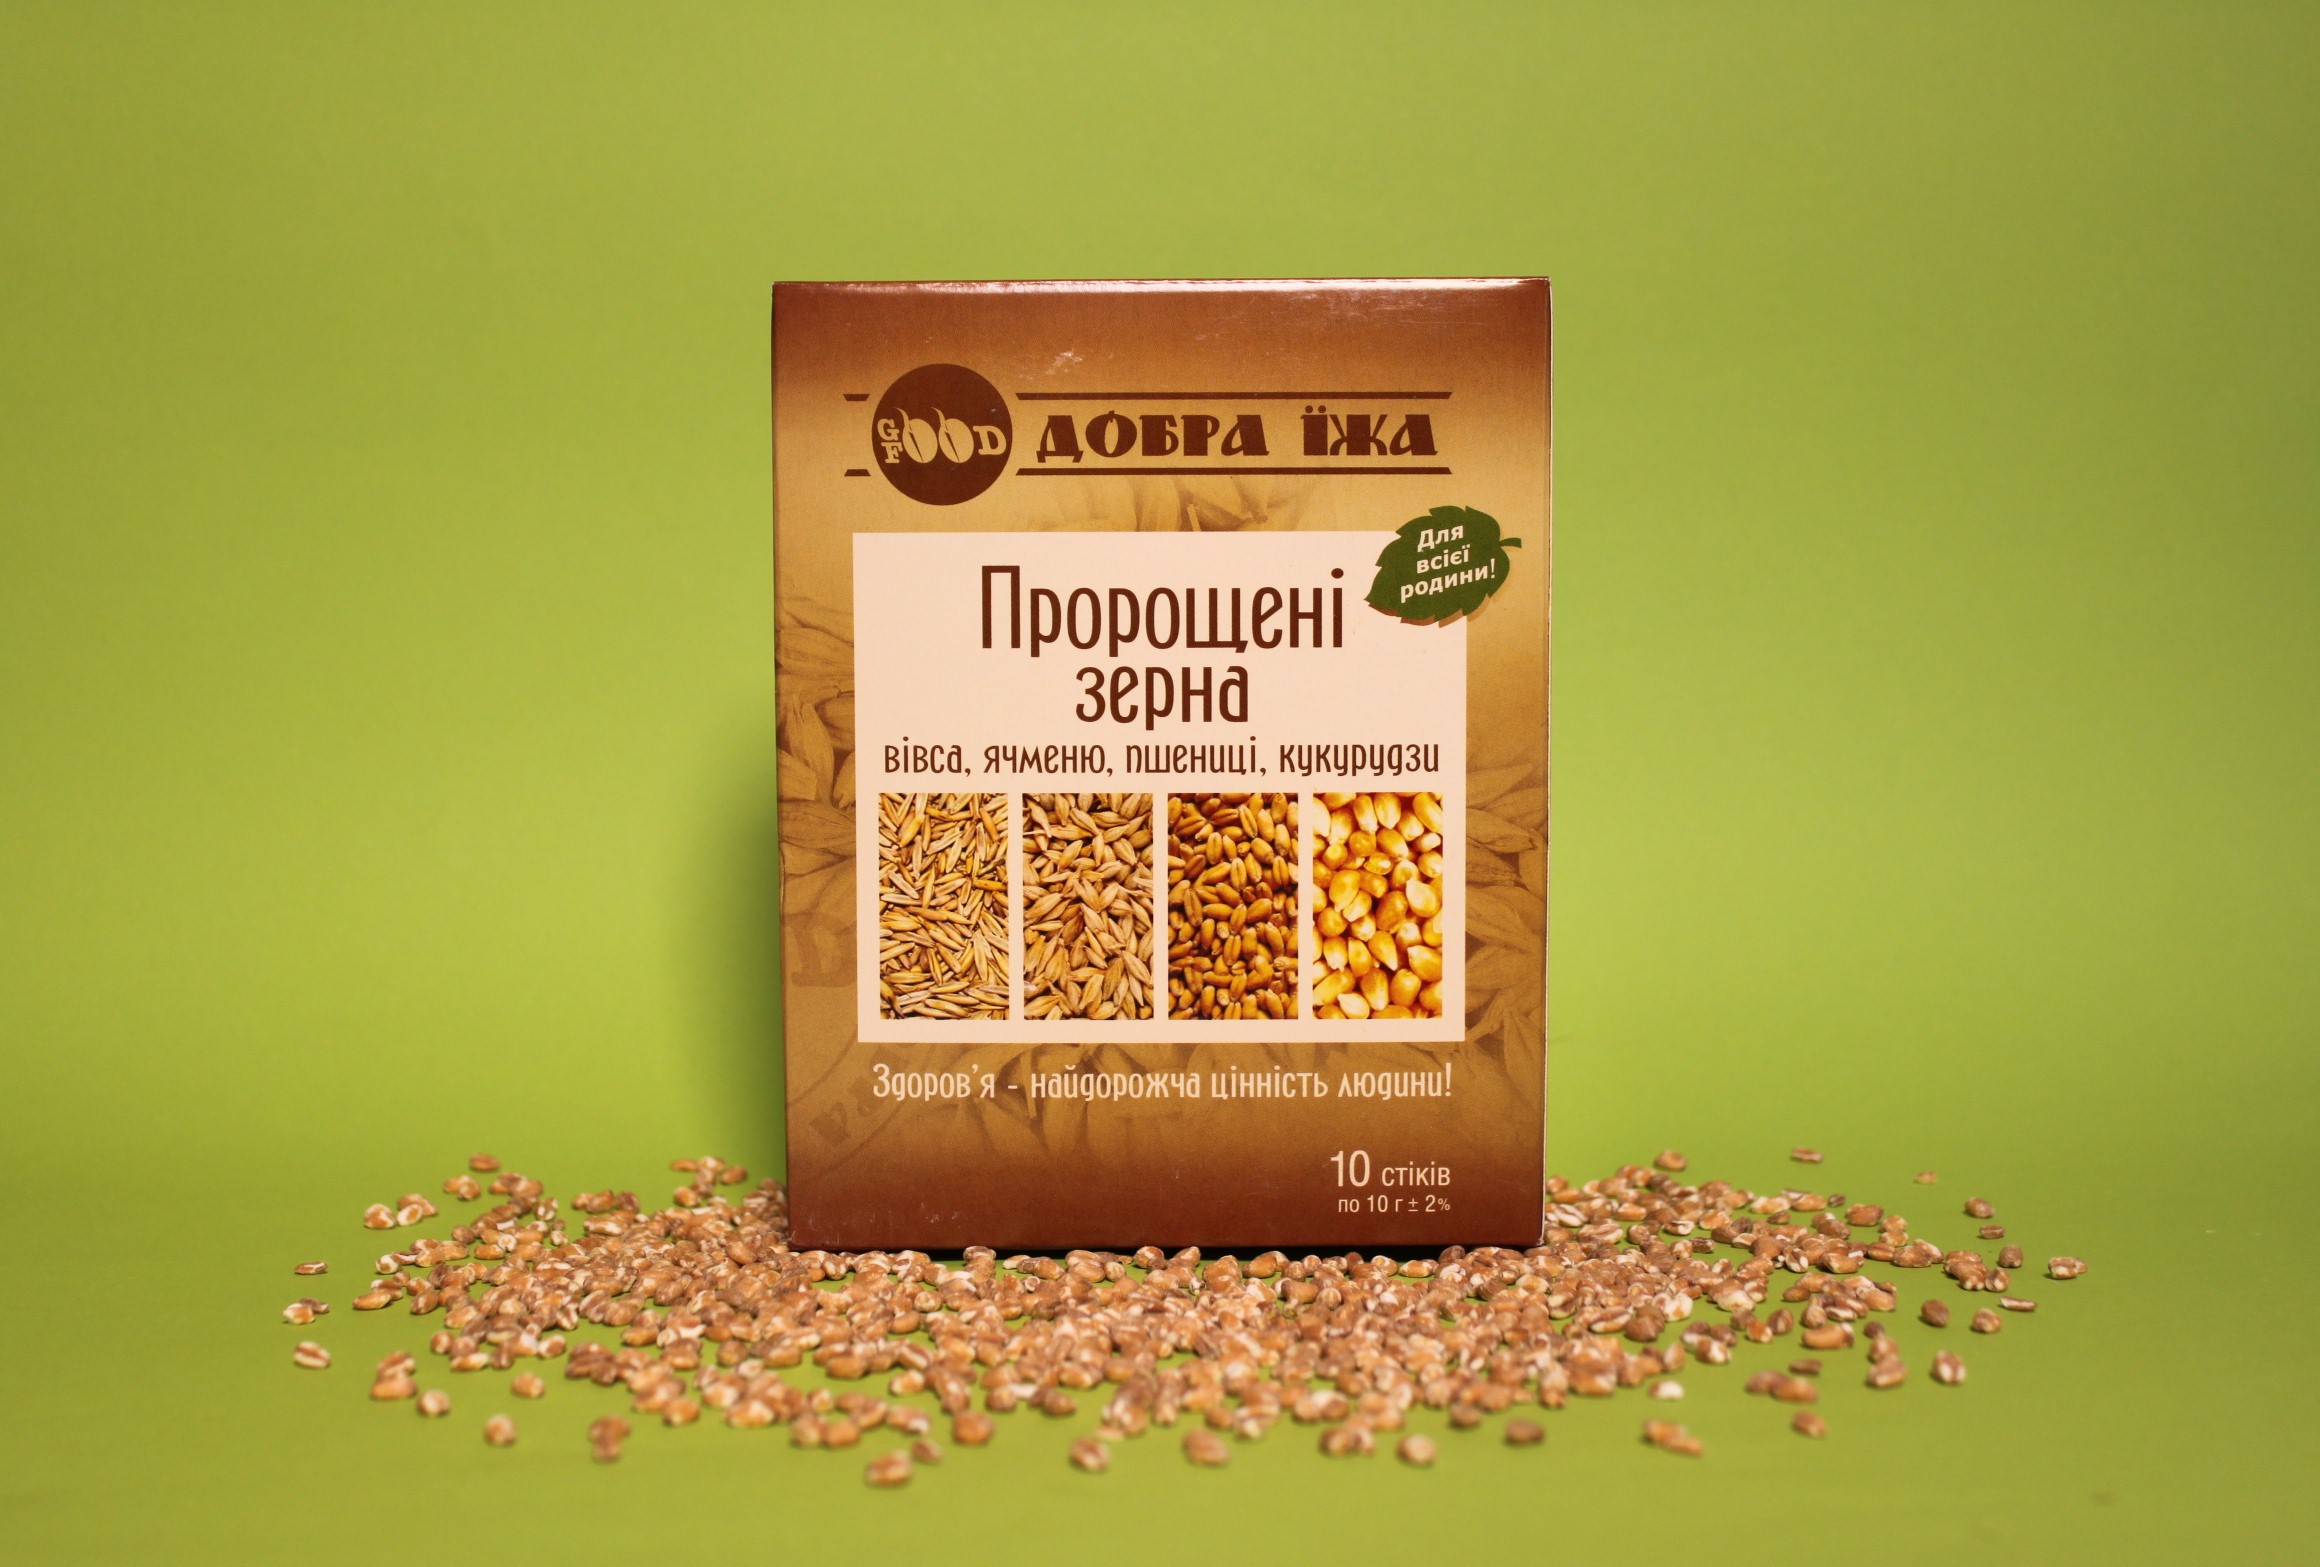 GOOD
FOOD
ДОБРА ЇЖА
Для
всієї
родини!
Пророщені
зерна
вівса, ячменю, пшениці, кукурудзи
Здоров'я - найдорожча цінність людини!
10 стіків
по 10 г ± 2%